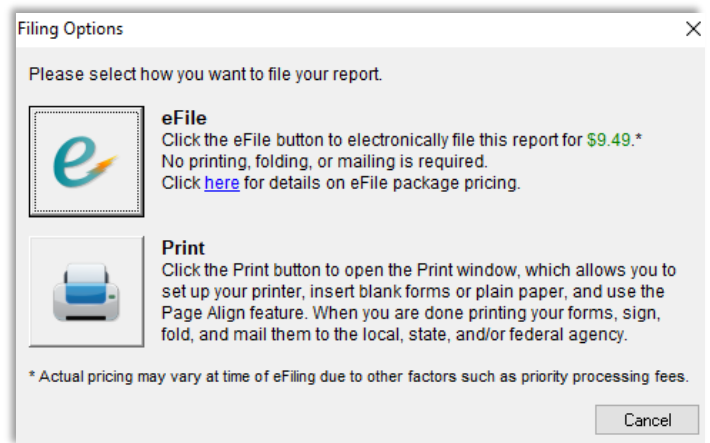 Filing Options
Please select how you want to file your report.
eFile
Click the eFile button to electronically file this report for $9.49.*
No printing, folding, or mailing is required.
Click here for details on eFile package pricing.
Print
Click the Print button to open the Print window, which allows you to
set up your printer, insert blank forms or plain paper, and use the
Page Align feature. When you are done printing your forms, sign,
fold, and mail them to the local, state, and/or federal agency.
* Actual pricing may vary at time of eFiling due to other factors such as priority processing fees.
Cancel